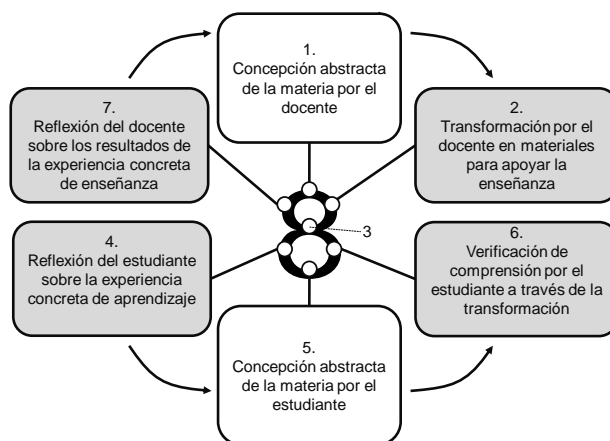 1.
Concepción abstracta
de la materia por el
docente
7.
Reflexión del docente
sobre los resultados de
la experiencia concreta
de enseñanza
2.
Transformación por el
docente en materiales
para apoyar la
enseñanza
3
4.
Reflexión del estudiante
sobre la experiencia
concreta de aprendizaje
6.
Verificación de
comprensión por el
estudiante a través de la
transformación
5.
Concepción abstracta
de la materia por el
estudiante